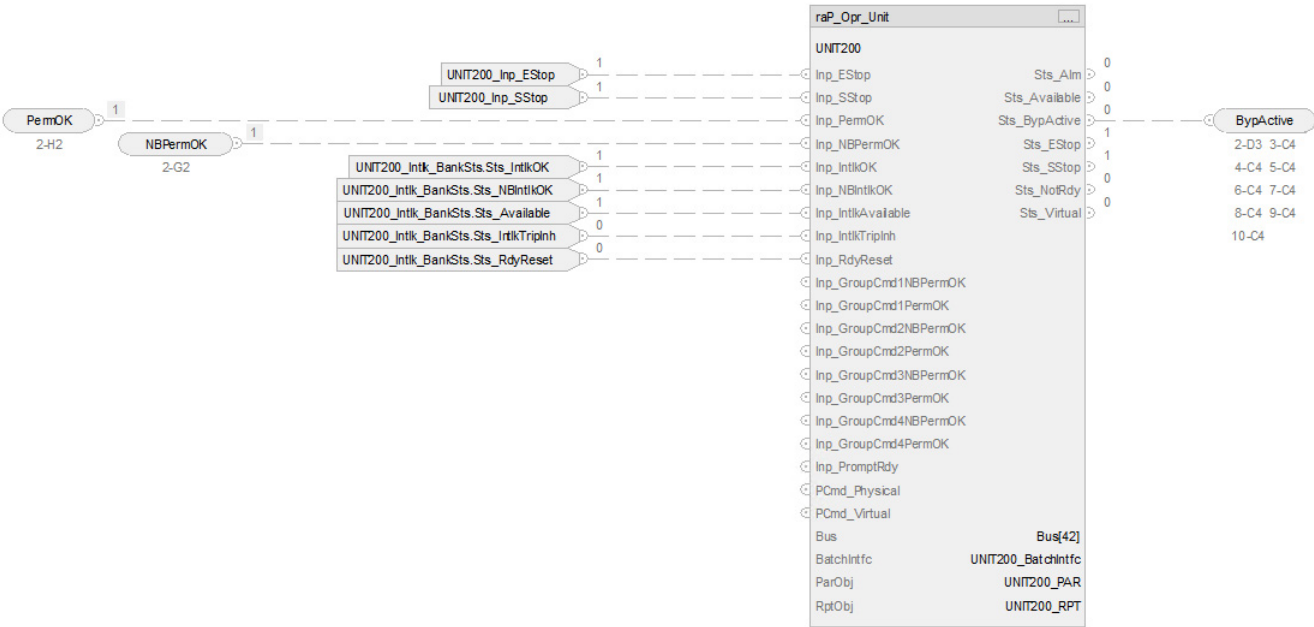 raP_Opr_Unit ...
UNIT200
UNIT200_Inp_EStop 1 Inp_EStop Sts_Alm 0
UNIT200_Inp_SStop 1 Inp_SStop Sts_Available 0
PermOK 1 Inp_PermOK Sts_BypActive 0 BypActive
2-H2 NBPermOK 1 Inp_NBPermOK Sts_EStop 1 2-D3 3-C4
2-G2 UNIT200_Intlk_BankSts.Sts_IntlkOK 1 Inp_IntlkOK Sts_SStop 1 4-C4 5-C4
UNIT200_Intlk_BankSts.Sts_NBIntlkOK 1 Inp_NBIntlkOK Sts_NotRdy 0 6-C4 7-C4
UNIT200_Intlk_BankSts.Sts_Available 1 Inp_IntlkAvailable Sts_Virtual 0 8-C4 9-C4
UNIT200_Intlk_BankSts.Sts_IntlkTripInh 0 Inp_IntlkTripInh 10-C4
UNIT200_Intlk_BankSts.Sts_RdyReset 0 Inp_RdyReset
Inp_GroupCmd1NBPermOK
Inp_GroupCmd1PermOK
Inp_GroupCmd2NBPermOK
Inp_GroupCmd2PermOK
Inp_GroupCmd3NBPermOK
Inp_GroupCmd3PermOK
Inp_GroupCmd4NBPermOK
Inp_GroupCmd4PermOK
Inp_PromptRdy
PCmd_Physical
PCmd_Virtual
Bus Bus[42]
BatchIntfc UNIT200_BatchIntfc
ParObj UNIT200_PAR
RptObj UNIT200_RPT